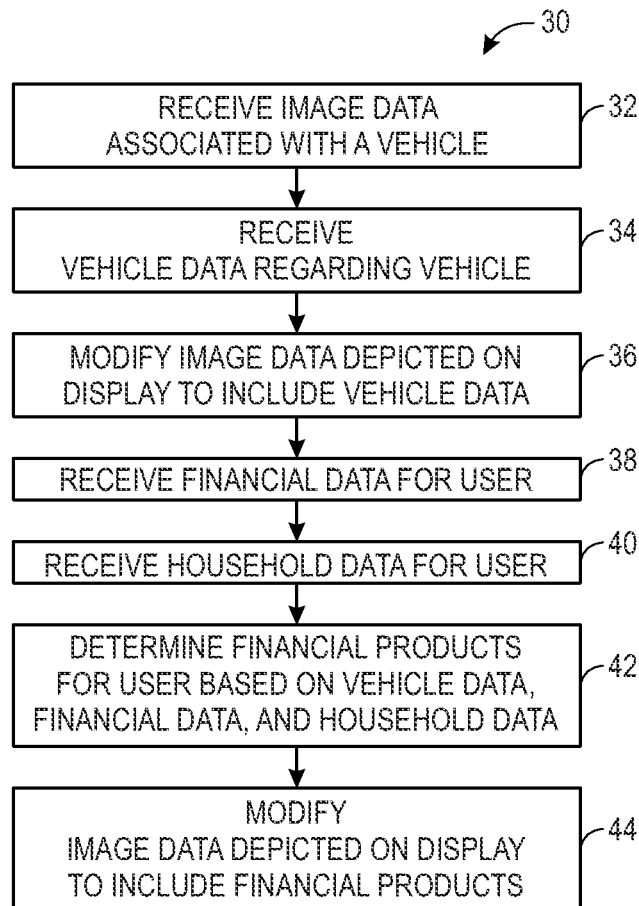 30
RECEIVE IMAGE DATA
ASSOCIATED WITH A VEHICLE
32
RECEIVE
VEHICLE DATA REGARDING VEHICLE
34
MODIFY IMAGE DATA DEPICTED ON
DISPLAY TO INCLUDE VEHICLE DATA
36
RECEIVE FINANCIAL DATA FOR USER
38
RECEIVE HOUSEHOLD DATA FOR USER
40
DETERMINE FINANCIAL PRODUCTS
FOR USER BASED ON VEHICLE DATA,
FINANCIAL DATA, AND HOUSEHOLD DATA
42
MODIFY
IMAGE DATA DEPICTED ON DISPLAY
TO INCLUDE FINANCIAL PRODUCTS
44